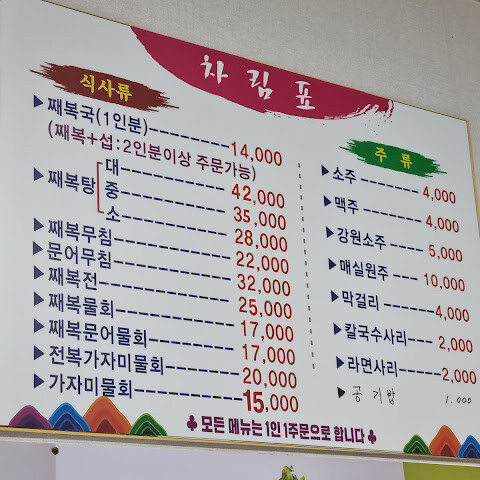 차림표
식사류
▶째복국(1인분)---------14,000
(째복+섭:2인분이상 주문가능)
▶째복탕 대------------42,000
중------------35,000
소------------28,000
▶째복무침------------22,000
▶문어무침------------32,000
▶째복전--------------25,000
▶째복물회------------17,000
▶째복문어물회--------17,000
▶전복가자미물회------20,000
▶가자미물회----------15,000
주류
▶소주-------4,000
▶맥주-------4,000
▶강원소주----5,000
▶매실원주----10,000
▶막걸리------4,000
▶칼국수사리---2,000
▶라면사리-----2,000
▶공기밥 1.000
♣ 모든 메뉴는 1인 1주문으로 합니다 ♣